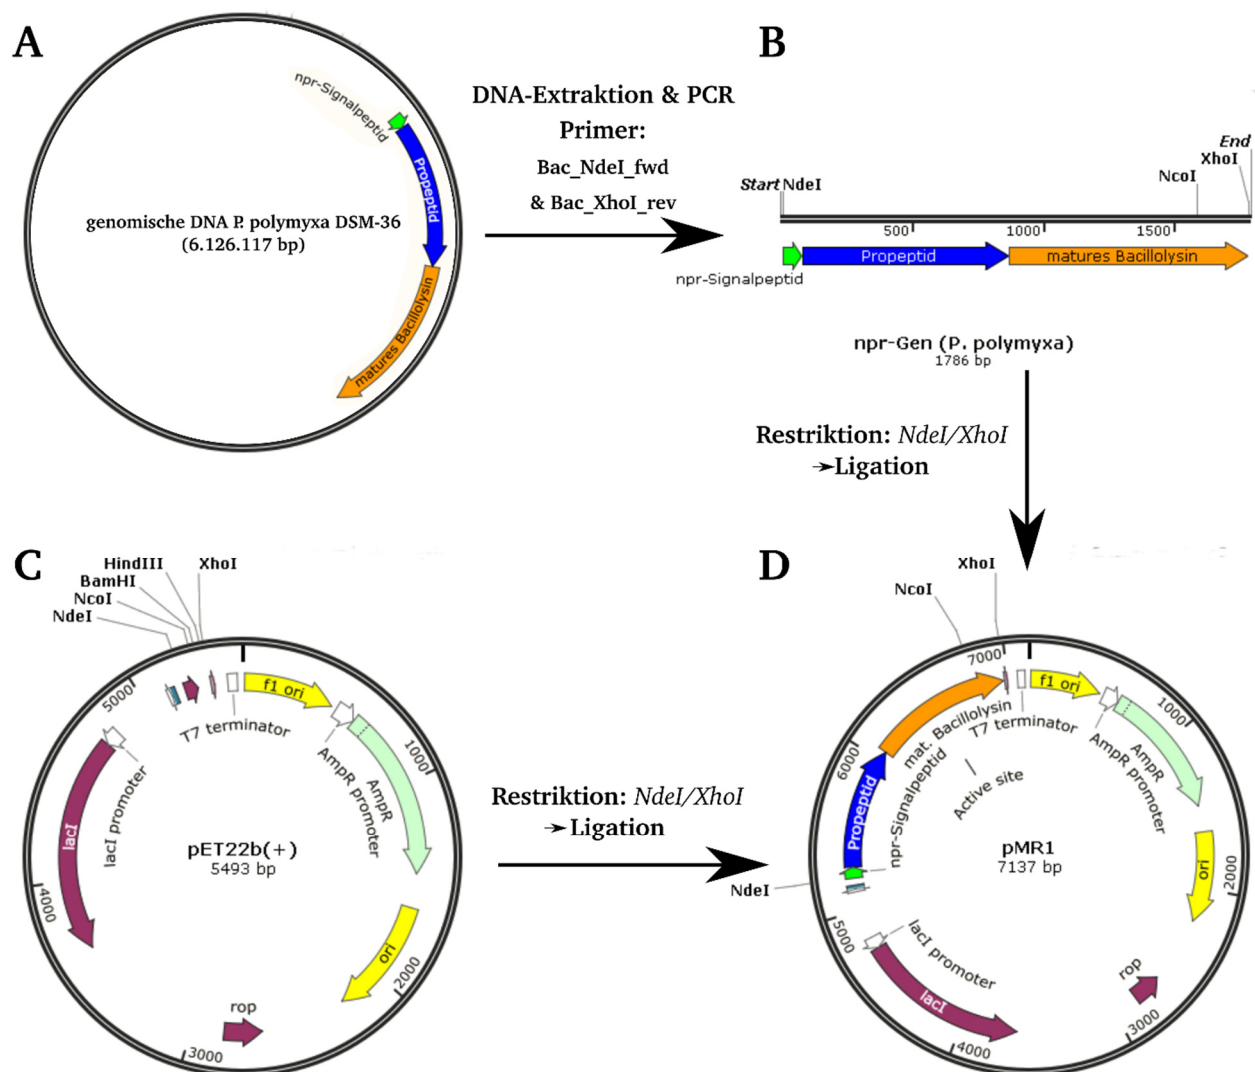 A
npr-Signalpeptid
Propeptid
matures Bacillolysin
genomische DNA P. polymyxa DSM-36
(6.126.117 bp)
DNA-Extraktion & PCR
Primer:
Bac_NdeI_fwd
& Bac_XhoI_rev
B
End
XhoI
NcoI
Start NdeI
500
1000
1500
Propeptid
matures Bacillolysin
npr-Signalpeptid
npr-Gen (P. polymyxa)
1786 bp
Restriktion: NdeI/XhoI
→Ligation
C
HindIII
XhoI
BamHI
NcoI
NdeI
5000
f1 ori
T7 terminator
1000
AmpR
AmpR promoter
lacI promoter
lacI
pET22b(+)
5493 bp
4000
ori
2000
rop
3000
Restriktion: NdeI/XhoI
→ Ligation
D
XhoI
NcoI
7000
f1 ori
mat. Bacillolysin
T7 terminator
1000
AmpR
AmpR promoter
6000
Propeptid
npr-Signalpeptid
Active site
pMR1
7137 bp
NdeI
ori
2000
5000
lacI promoter
lacI
rop
4000
3000